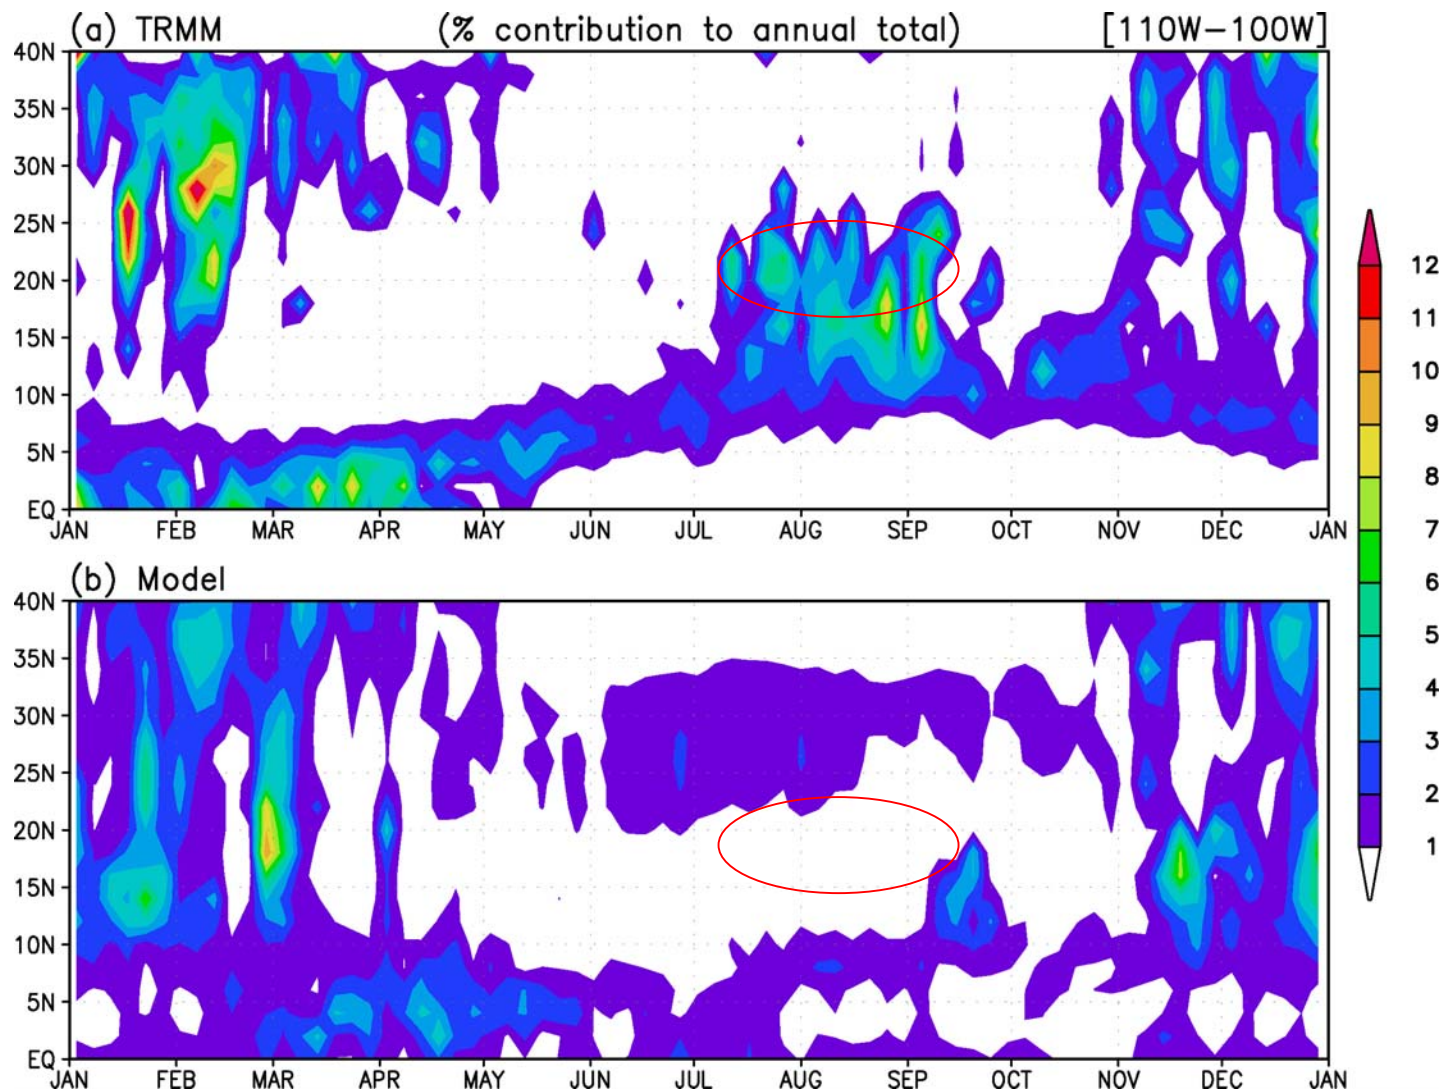 (a) TRMM (% contribution to annual total) [110W-100W]
40N
35N
30N
25N
20N
15N
10N
5N
EQ
JAN FEB MAR APR MAY JUN JUL AUG SEP OCT NOV DEC JAN
(b) Model
40N
35N
30N
25N
20N
15N
10N
5N
EQ
JAN FEB MAR APR MAY JUN JUL AUG SEP OCT NOV DEC JAN
12
11
10
9
8
7
6
5
4
3
2
1